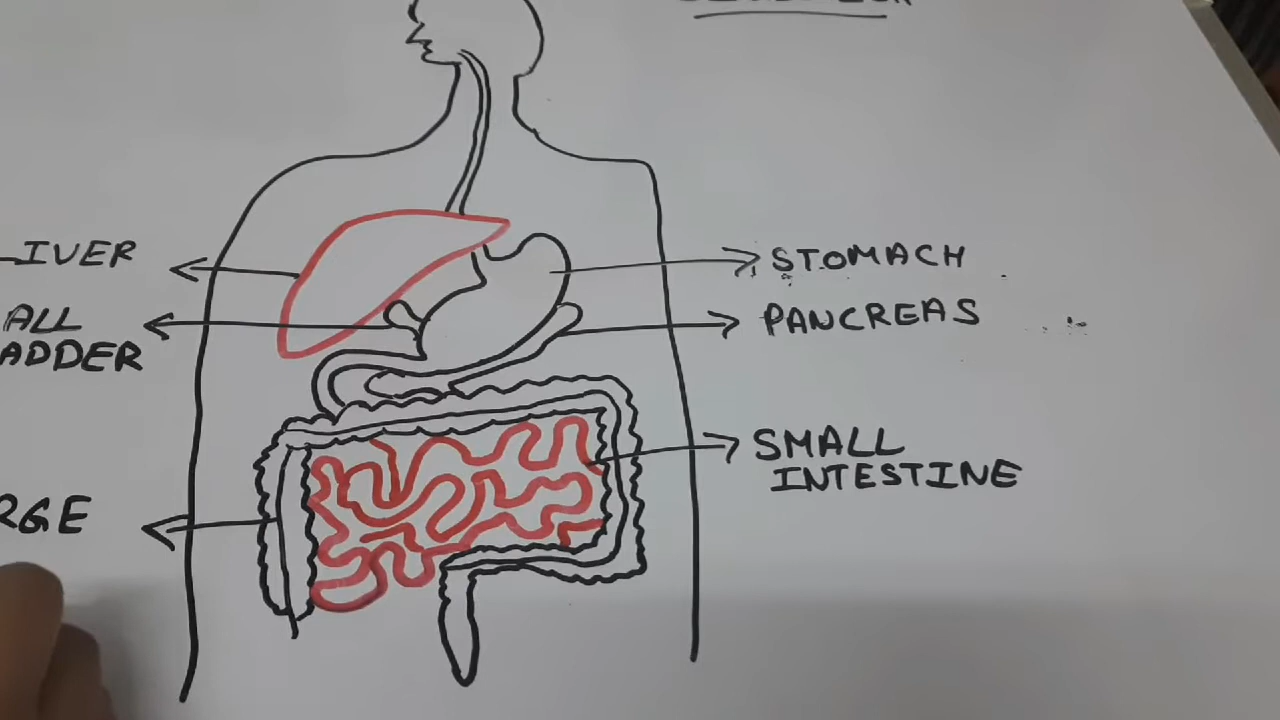 IVER
ALL
ADDER
RGE
STOMACH
PANCREAS
SMALL
INTESTINE